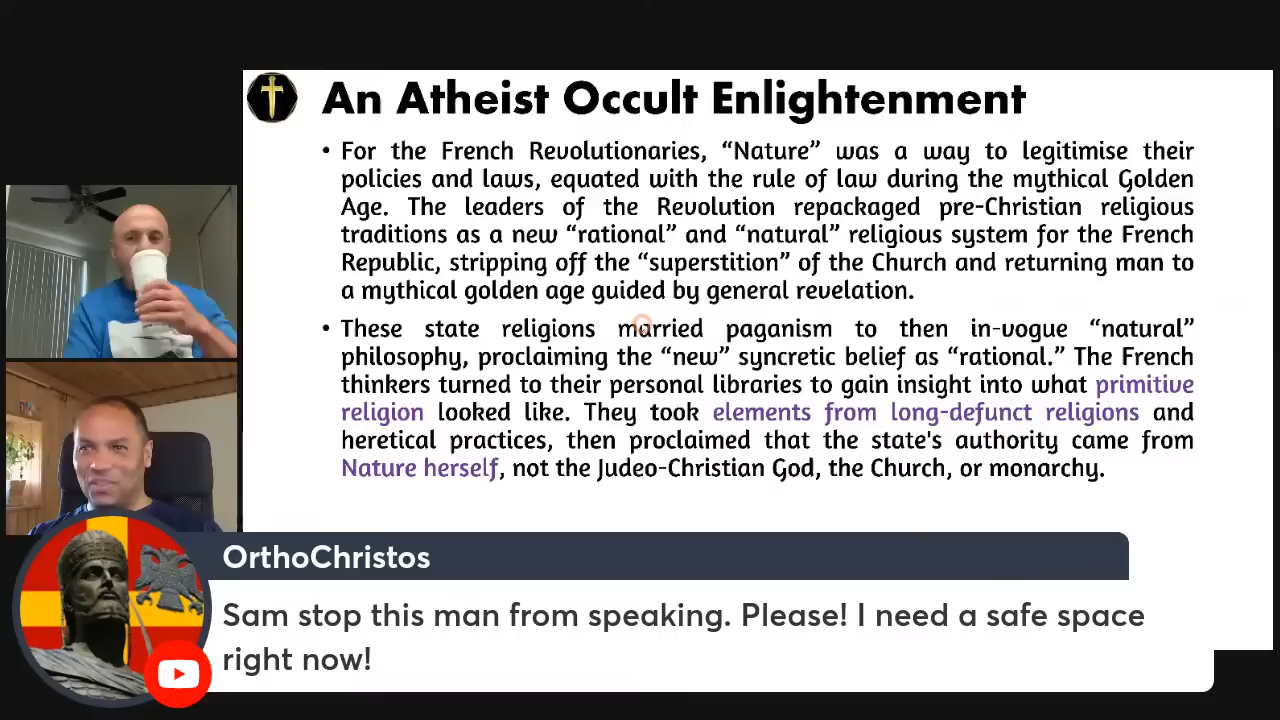 An Atheist Occult Enlightenment
• For the French Revolutionaries, “Nature” was a way to legitimise their
policies and laws, equated with the rule of law during the mythical Golden
Age. The leaders of the Revolution repackaged pre-Christian religious
traditions as a new “rational” and “natural” religious system for the French
Republic, stripping off the “superstition” of the Church and returning man to
a mythical golden age guided by general revelation.
• These state religions married paganism to then in-vogue “natural”
philosophy, proclaiming the “new” syncretic belief as “rational.” The French
thinkers turned to their personal libraries to gain insight into what primitive
religion looked like. They took elements from long-defunct religions and
heretical practices, then proclaimed that the state's authority came from
Nature herself, not the Judeo-Christian God, the Church, or monarchy.
OrthoChristos
Sam stop this man from speaking. Please! I need a safe space
right now!